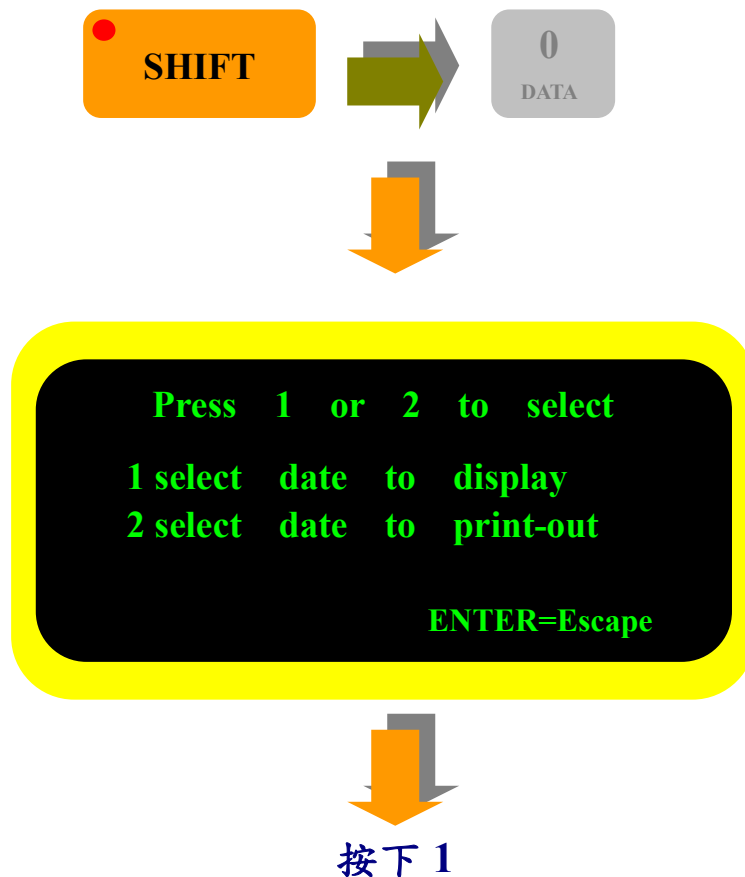 SHIFT
0
DATA
Press 1 or 2 to select
1 select date to display
2 select date to print-out
ENTER=Escape
按下 1